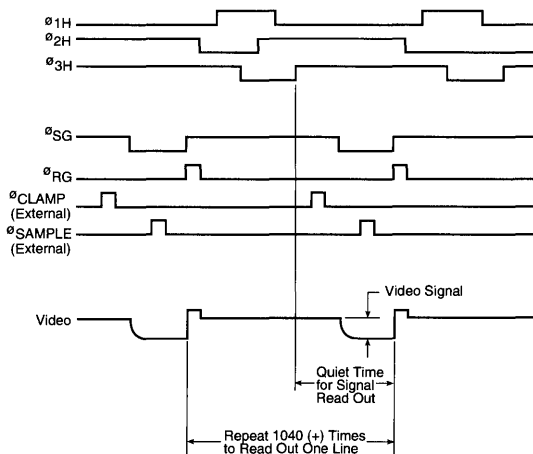 ø1H
ø2H
ø3H
øSG
øRG
øCLAMP
(External)
øSAMPLE
(External)
Video Signal
Video
Quiet Time
for Signal
Read Out
Repeat 1040 (+) Times
to Read Out One Line